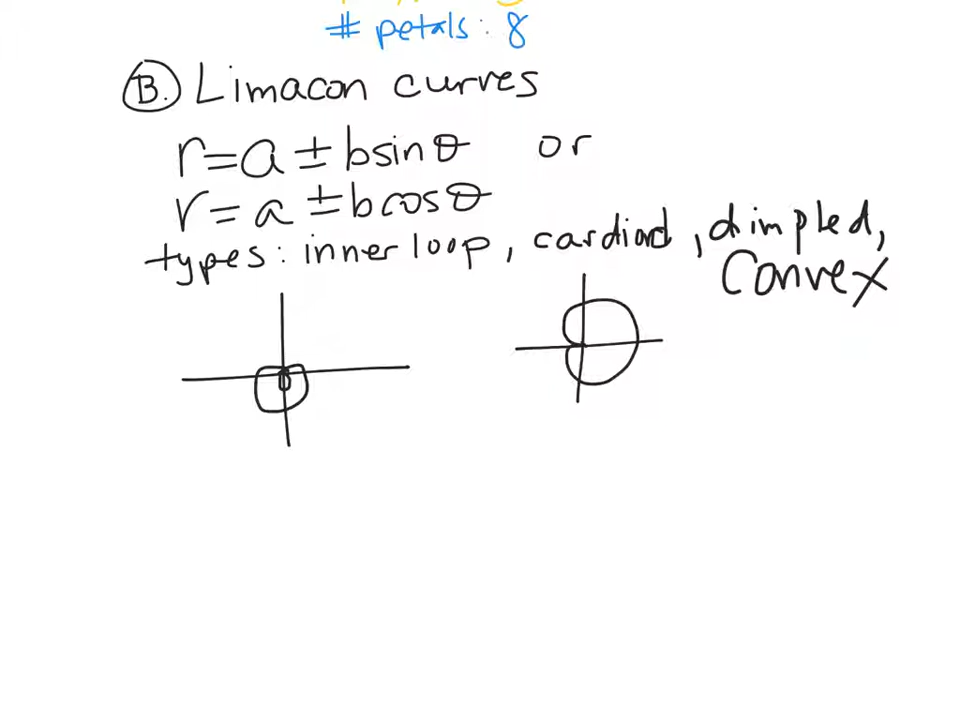 # petals: 8
B. Limacon curves
r=a ± bsinθ or
r=a ± bcosθ
types: inner loop, cardiod, dimpled,
Convex